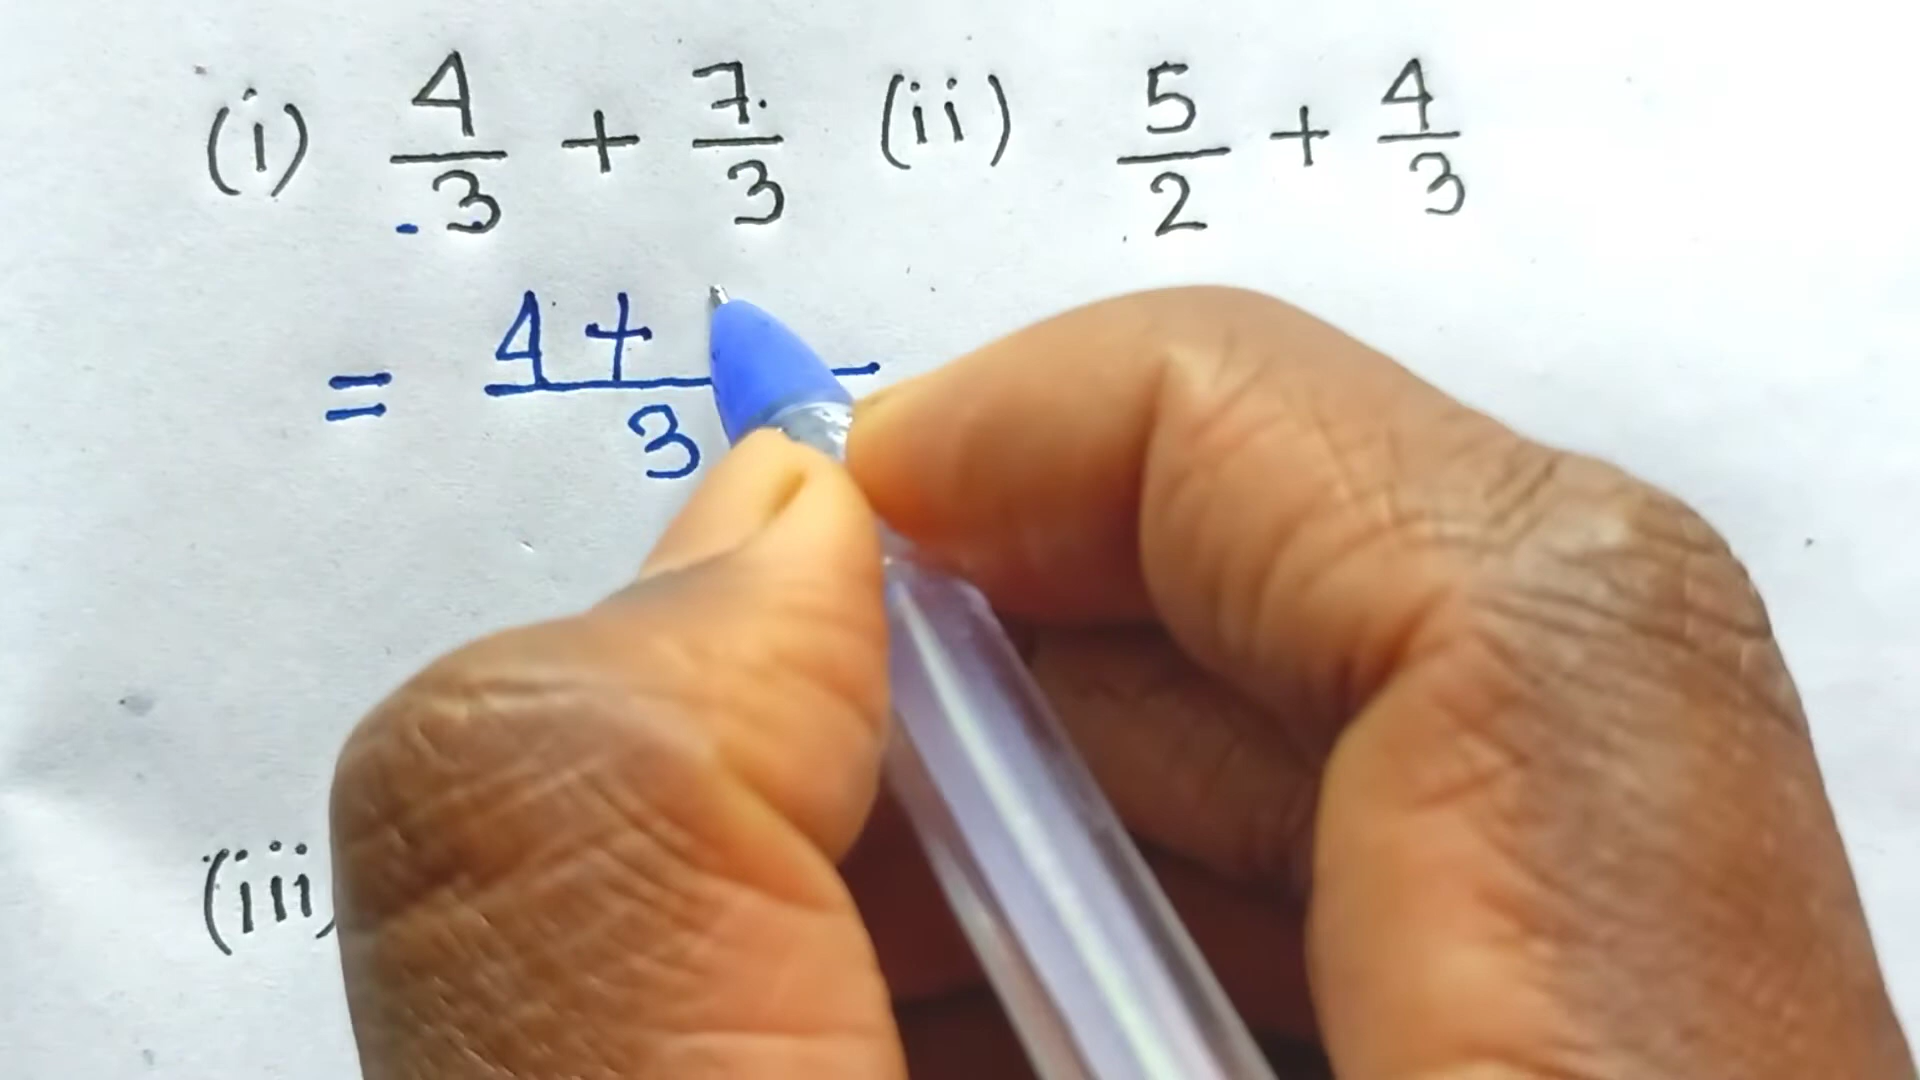 (i) 4/3 + 7/3 (ii) 5/2 + 4/3
= 4 + /3
(iii)